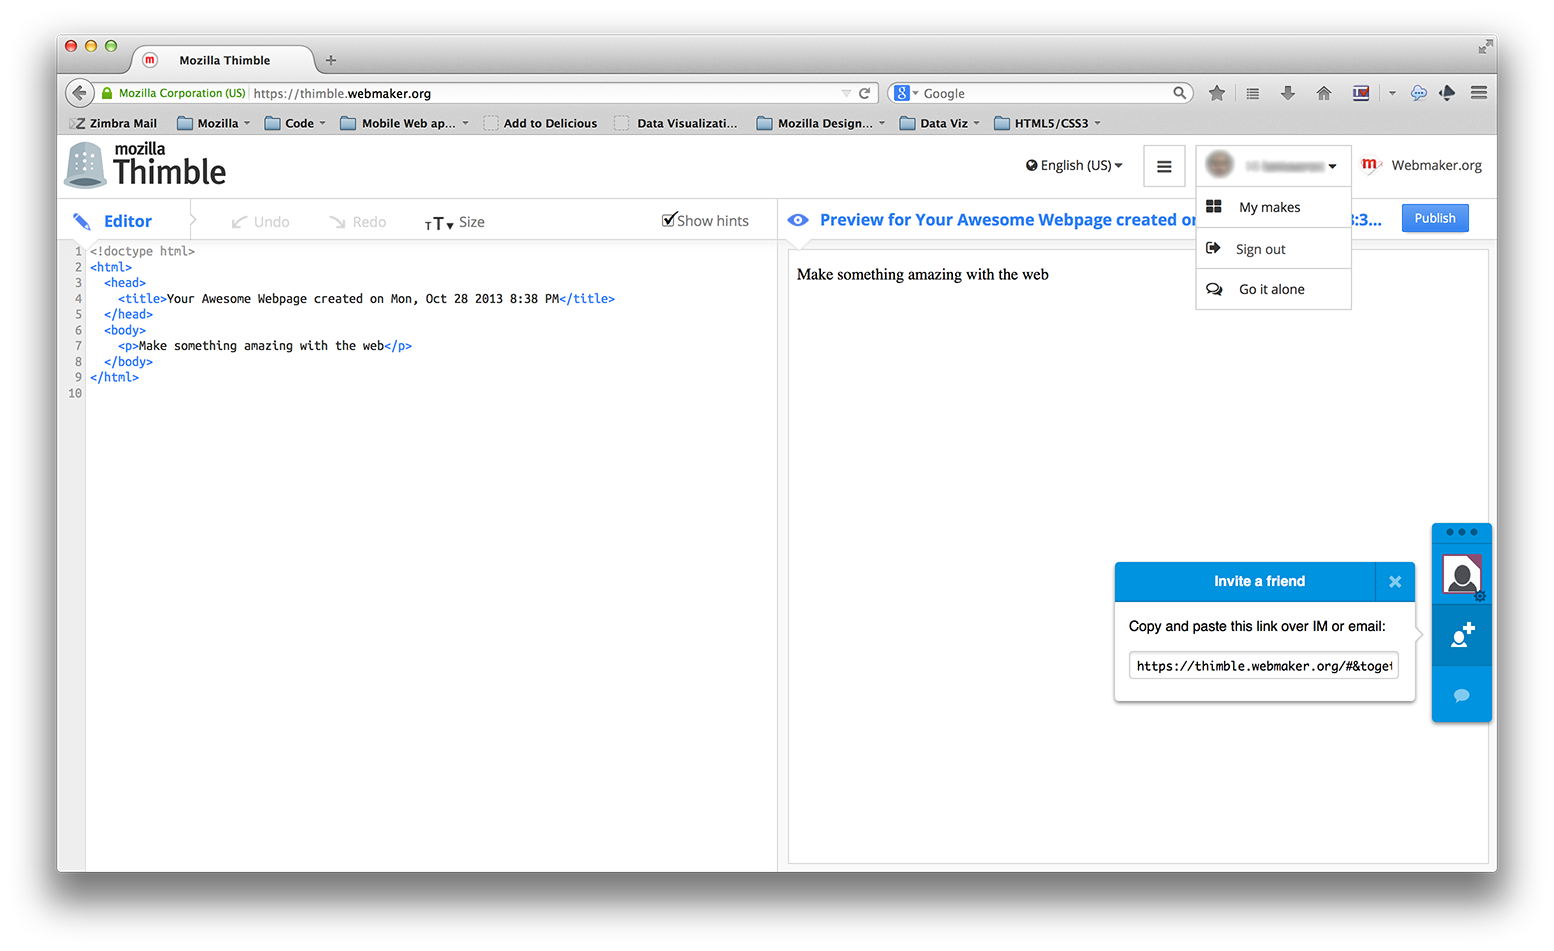 Mozilla Thimble
Mozilla Corporation (US) https://thimble.webmaker.org
Google
Zimbra Mail Mozilla Code Mobile Web ap... Add to Delicious Data Visualizati... Mozilla Design... Data Viz HTML5/CSS3
mozilla
Thimble
English (US)
Webmaker.org
My makes
Sign out
Go it alone
Editor Undo Redo TT Size Show hints
Preview for Your Awesome Webpage created on
:3... Publish
1 <!doctype html>
2 <html>
3 <head>
4 <title>Your Awesome Webpage created on Mon, Oct 28 2013 8:38 PM</title>
5 </head>
6 <body>
7 <p>Make something amazing with the web</p>
8 </body>
9 </html>
10
Make something amazing with the web
Invite a friend
Copy and paste this link over IM or email:
https://thimble.webmaker.org/#&toget